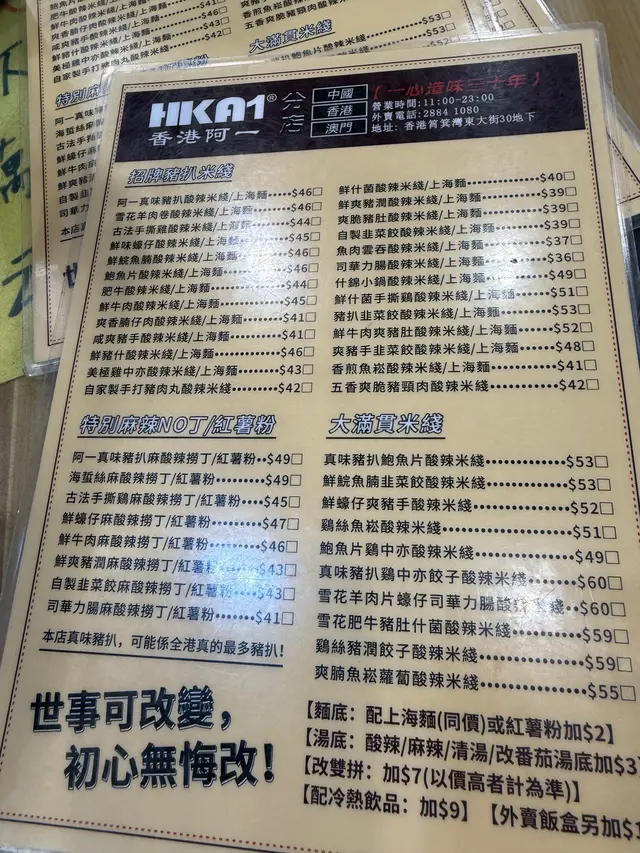 HKA1®
香港阿一
分店
中國
香港
澳門
【一心造味二十年】
營業時間:11:00-23:00
外賣電話:2884 1080
地址: 香港筲箕灣東大街30地下
招牌豬扒米綫
阿一真味豬扒酸辣米綫/上海麵·····$46□
雪花羊肉卷酸辣米綫/上海麵·····$46□
古法手撕雞酸辣米綫/上海麵·····$44□
鮮味蠔仔酸辣米綫/上海麵······$45□
鮮鯇魚腩酸辣米綫/上海麵······$46□
鮑魚片酸辣米綫/上海麵·······$46□
肥牛酸辣米綫/上海麵········$44□
鮮牛肉酸辣米綫/上海麵·······$45□
爽香腩仔肉酸辣米綫/上海麵·····$41□
咸爽豬手酸辣米綫/上海麵······$41□
鮮豬什酸辣米綫/上海麵·······$46□
美極雞中亦酸辣米綫/上海麵·····$43□
自家製手打豬肉丸酸辣米綫······$42□
鮮什菌酸辣米綫/上海麵·······$40□
鮮爽豬潤酸辣米綫/上海麵······$39□
爽脆豬肚酸辣米綫/上海麵······$39□
自製韭菜餃酸辣米綫/上海麵·····$39□
魚肉雲吞酸辣米綫/上海麵······$37□
司華力腸酸辣米綫/上海麵······$36□
什錦小鍋酸辣米綫/上海麵······$49□
鮮什菌手撕鷄酸辣米綫/上海麵····$51□
豬扒韭菜餃酸辣米綫/上海麵·····$53□
鮮牛肉爽豬肚酸辣米綫/上海麵····$52□
爽豬手韭菜餃酸辣米綫/上海麵····$48□
香煎魚崧酸辣米綫/上海麵······$41□
五香爽脆豬頸肉酸辣米綫·······$42□
特別麻辣NO丁/紅薯粉
阿一真味豬扒麻酸辣撈丁/紅薯粉··$49□
海蜇絲麻酸辣撈丁/紅薯粉·····$49□
古法手撕鷄麻酸辣撈丁/紅薯粉···$45□
鮮蠔仔麻酸辣撈丁/紅薯粉·····$47□
鮮牛肉麻酸辣撈丁/紅薯粉·····$46□
鮮爽豬潤麻酸辣撈丁/紅薯粉····$43□
自製韭菜餃麻酸辣撈丁/紅薯粉···$43□
司華力腸麻酸辣撈丁/紅薯粉····$41□
本店真味豬扒，可能係全港真的最多豬扒！
大滿貫米綫
真味豬扒鮑魚片酸辣米綫·······$53□
鮮鯇魚腩韭菜餃酸辣米綫·······$53□
鮮蠔仔爽豬手酸辣米綫········$52□
鷄絲魚崧酸辣米綫··········$51□
鮑魚片鷄中亦酸辣米綫········$49□
真味豬扒鷄中亦餃子酸辣米綫·····$60□
雪花羊肉片蠔仔司華力腸酸辣米綫··$60□
雪花肥牛豬肚什菌酸辣米綫······$59□
鷄絲豬潤餃子酸辣米綫········$59□
爽腩魚崧蘿蔔酸辣米綫········$55□
世事可改變，
初心無悔改！
【麵底：配上海麵(同價)或紅薯粉加$2】
【湯底：酸辣/麻辣/清湯/改番茄湯底加$3
【改雙拼：加$7(以價高者計為準)】
【配冷熱飲品：加$9】【外賣飯盒另加$1